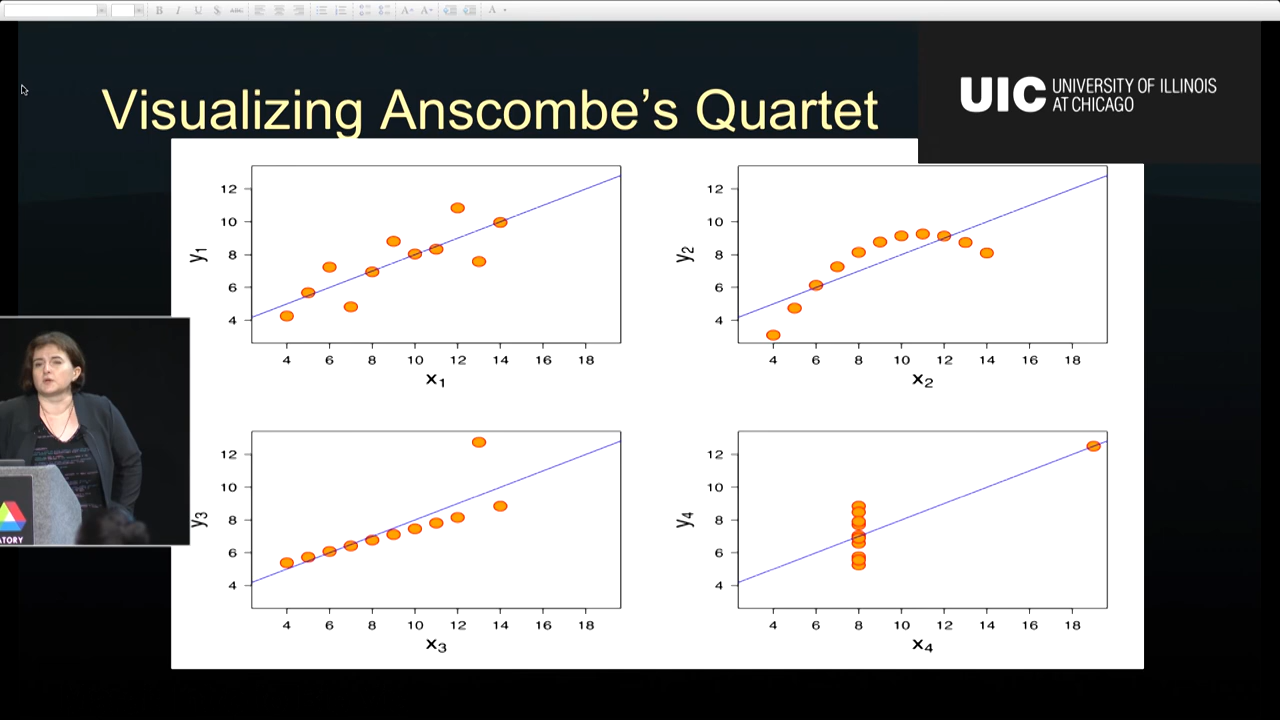 B I U S ABC A A A
Visualizing Anscombe's Quartet
UIC UNIVERSITY OF ILLINOIS
AT CHICAGO
12
10
8
6
4
y1
4 6 8 10 12 14 16 18
x1
12
10
8
6
4
y2
4 6 8 10 12 14 16 18
x2
12
10
8
6
4
y3
4 6 8 10 12 14 16 18
x3
12
10
8
6
4
y4
4 6 8 10 12 14 16 18
x4
ATORY